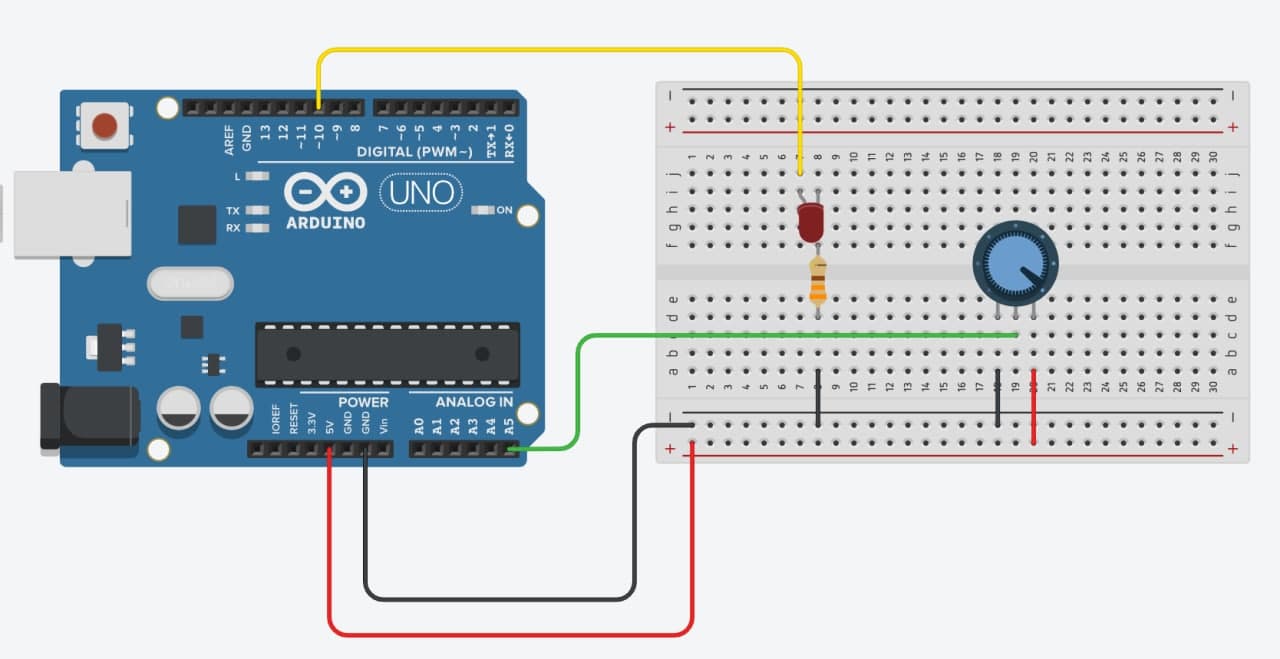 AREF
GND
13
12
~11
~10
~9
8
7
~6
~5
4
~3
2
TX→1
RX←0
DIGITAL (PWM~)
L
TX
RX
UNO
ARDUINO
ON
POWER
ANALOG IN
IOREF
RESET
3.3V
5V
GND
GND
Vin
A0
A1
A2
A3
A4
A5
− −
+ +
1 2 3 4 5 6 7 8 9 10 11 12 13 14 15 16 17 18 19 20 21 22 23 24 25 26 27 28 29 30
j j
i i
h h
g g
f f
e e
d d
c c
b b
a a
1 2 3 4 5 6 7 8 9 10 11 12 13 14 15 16 17 18 19 20 21 22 23 24 25 26 27 28 29 30
− −
+ +